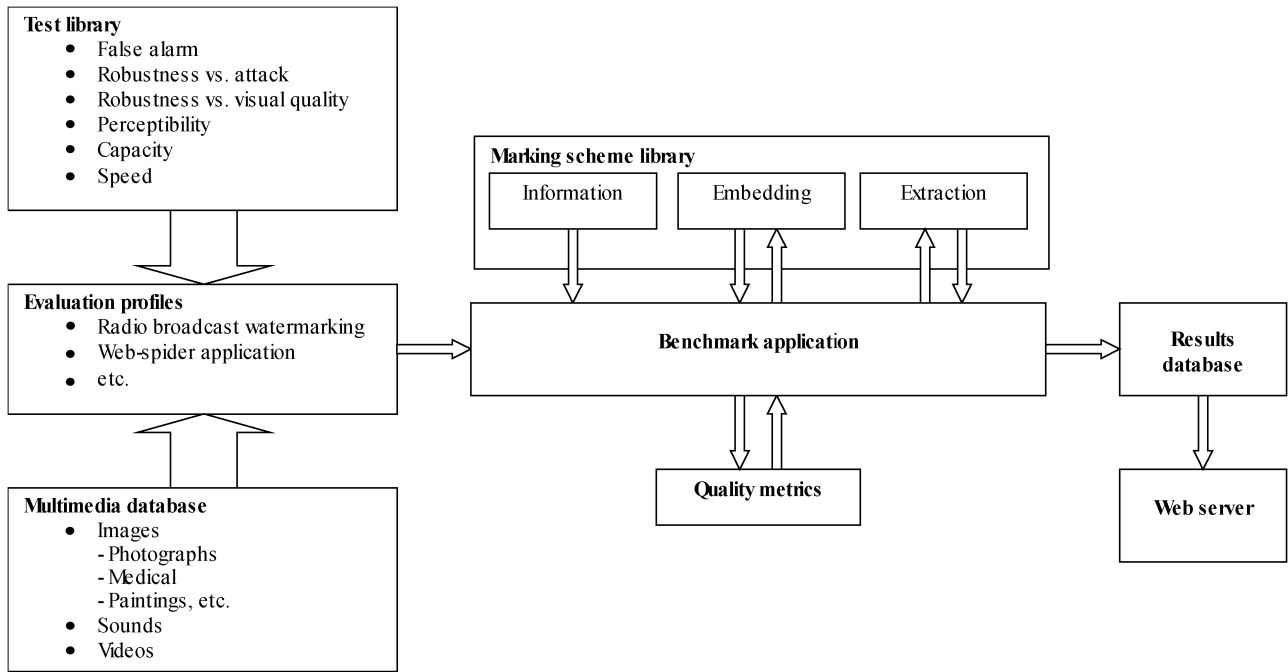 Test library
• False alarm
• Robustness vs. attack
• Robustness vs. visual quality
• Perceptibility
• Capacity
• Speed
Evaluation profiles
• Radio broadcast watermarking
• Web-spider application
• etc.
Multimedia database
• Images
- Photographs
- Medical
- Paintings, etc.
• Sounds
• Videos
Marking scheme library
Information
Embedding
Extraction
Benchmark application
Quality metrics
Results
database
Web server